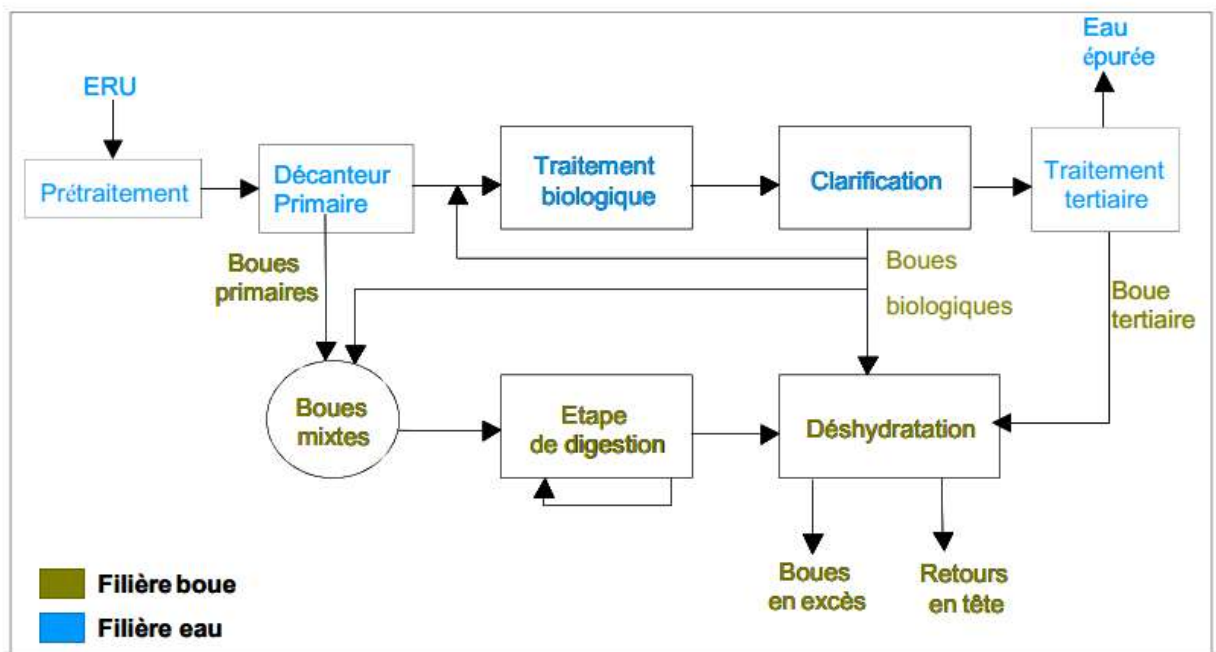 Eau
épurée
ERU
Prétraitement
Décanteur
Primaire
Traitement
biologique
Clarification
Traitement
tertiaire
Boues
primaires
Boues
biologiques
Boue
tertiaire
Boues
mixtes
Etape
de digestion
Déshydratation
Boues
en excès
Retours
en tête
Filière boue
Filière eau